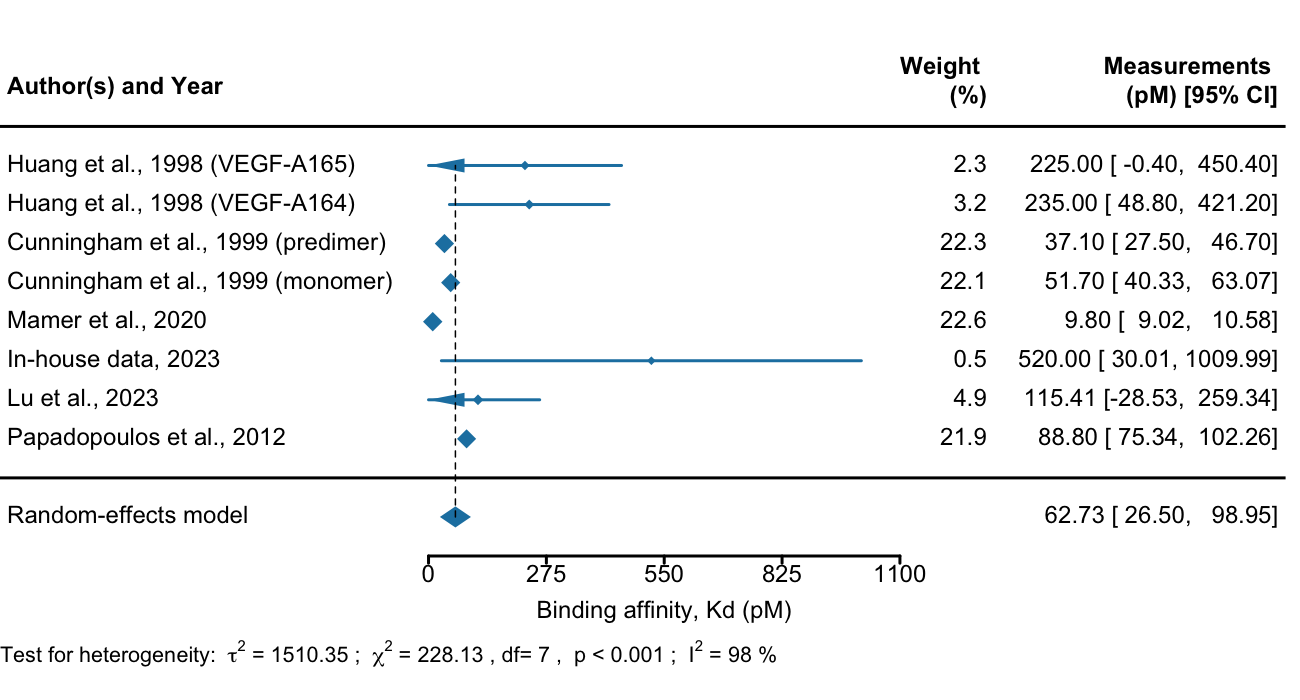 Author(s) and Year Weight (%) Measurements (pM) [95% CI]
Huang et al., 1998 (VEGF-A165) 2.3 225.00 [ -0.40, 450.40]
Huang et al., 1998 (VEGF-A164) 3.2 235.00 [ 48.80, 421.20]
Cunningham et al., 1999 (predimer) 22.3 37.10 [ 27.50, 46.70]
Cunningham et al., 1999 (monomer) 22.1 51.70 [ 40.33, 63.07]
Mamer et al., 2020 22.6 9.80 [ 9.02, 10.58]
In-house data, 2023 0.5 520.00 [ 30.01, 1009.99]
Lu et al., 2023 4.9 115.41 [-28.53, 259.34]
Papadopoulos et al., 2012 21.9 88.80 [ 75.34, 102.26]
Random-effects model 62.73 [ 26.50, 98.95]
0 275 550 825 1100
Binding affinity, Kd (pM)
Test for heterogeneity: τ² = 1510.35 ; χ² = 228.13 , df= 7 , p < 0.001 ; I² = 98 %